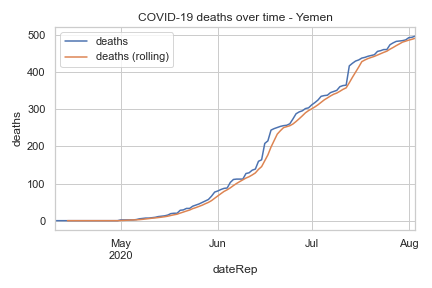 COVID-19 deaths over time - Yemen
deaths
deaths (rolling)
500
400
300
200
100
0
deaths
May
2020
Jun
Jul
Aug
dateRep